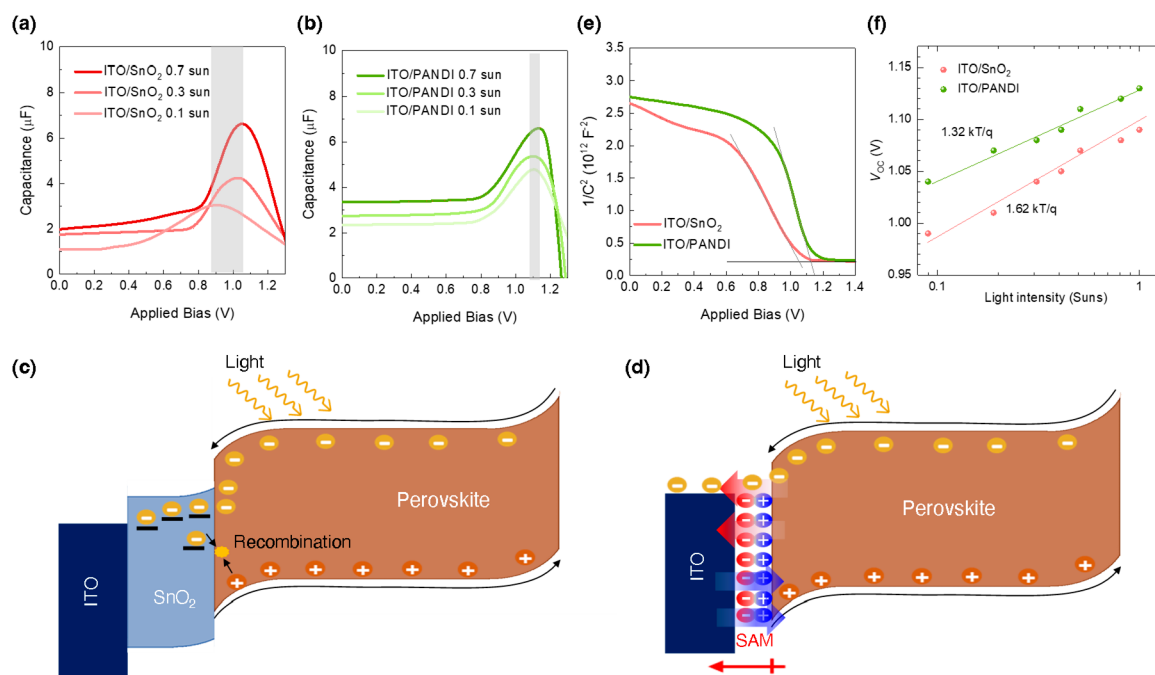 (a)
10
8
6
4
2
0
Capacitance (μF)
ITO/SnO₂ 0.7 sun
ITO/SnO₂ 0.3 sun
ITO/SnO₂ 0.1 sun
0.0 0.2 0.4 0.6 0.8 1.0 1.2
Applied Bias (V)
(b)
10
8
6
4
2
0
Capacitance (μF)
ITO/PANDI 0.7 sun
ITO/PANDI 0.3 sun
ITO/PANDI 0.1 sun
0.0 0.2 0.4 0.6 0.8 1.0 1.2
Applied Bias (V)
(e)
3.5
3.0
2.5
2.0
1.5
1.0
0.5
0.0
1/C² (10¹² F⁻²)
ITO/SnO₂
ITO/PANDI
0.0 0.2 0.4 0.6 0.8 1.0 1.2 1.4
Applied Bias (V)
(f)
1.15
1.10
1.05
1.00
0.95
V_OC (V)
ITO/SnO₂
ITO/PANDI
1.32 kT/q
1.62 kT/q
0.1 1
Light intensity (Suns)
(c)
Light
Perovskite
Recombination
ITO
SnO₂
(d)
Light
Perovskite
ITO
SAM